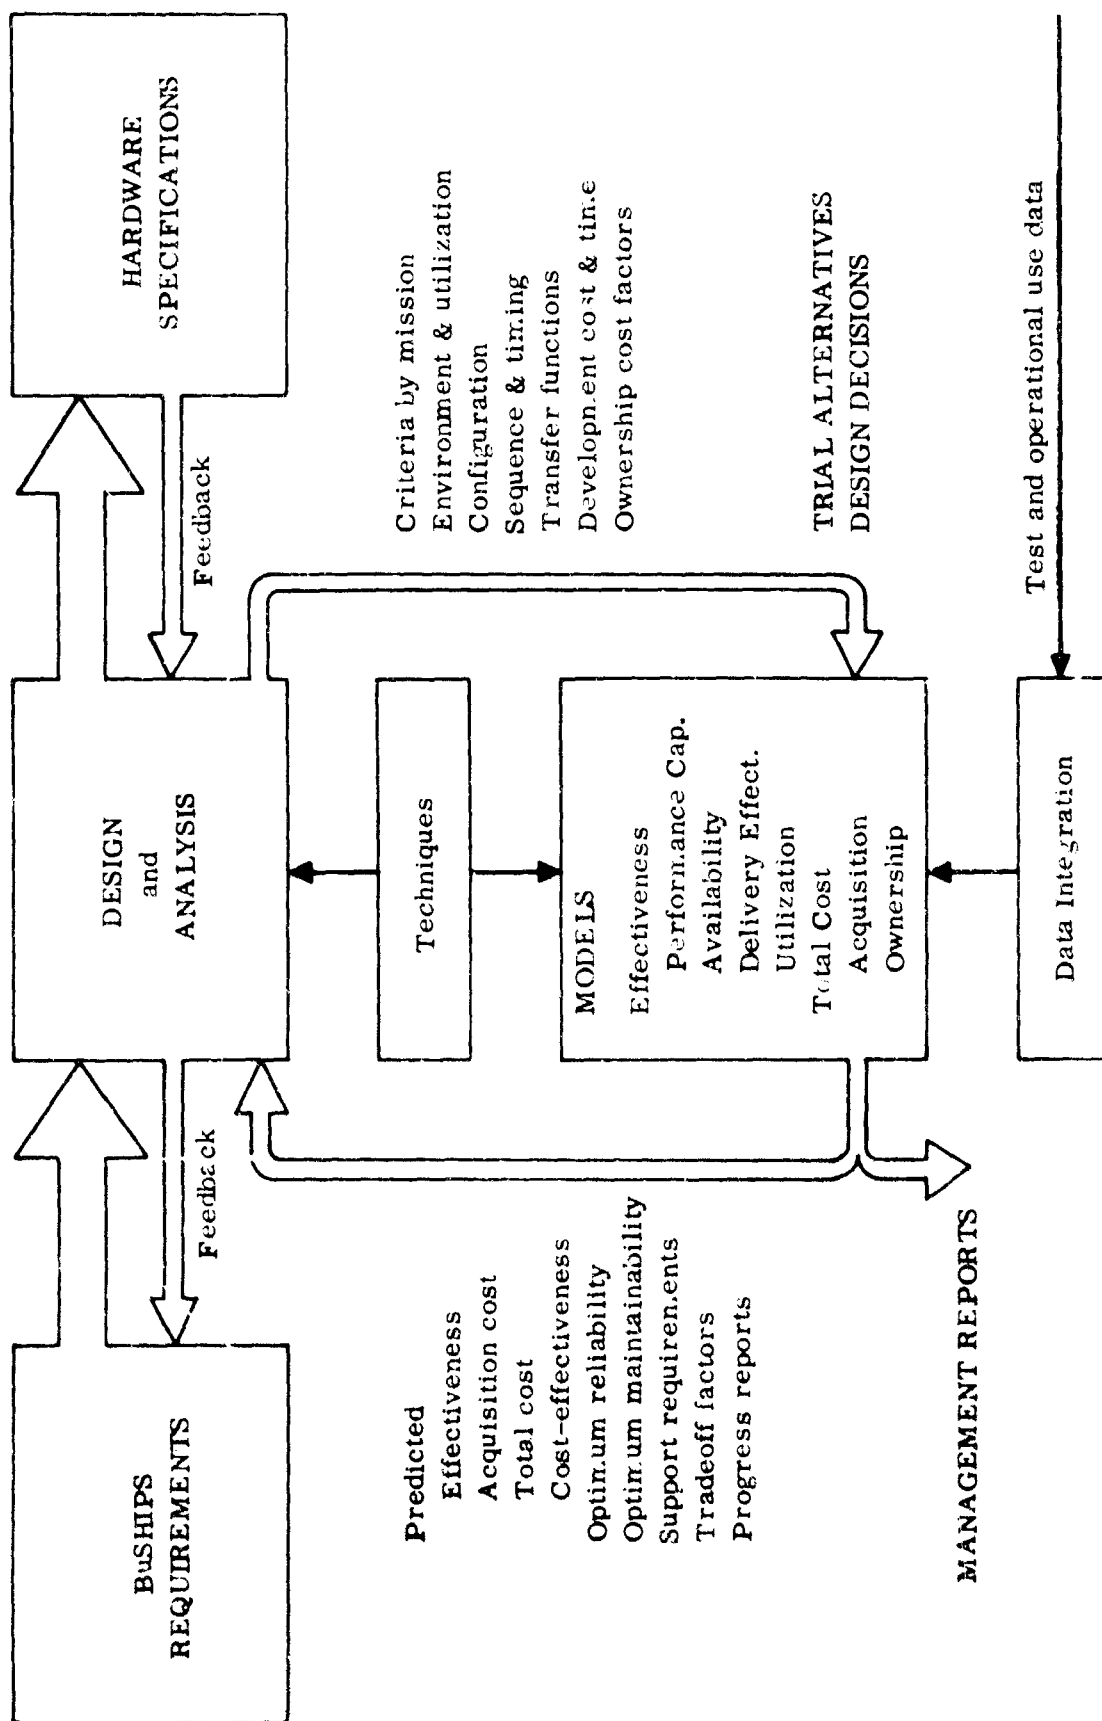 BuSHIPS
REQUIREMENTS
Feedback
DESIGN
and
ANALYSIS
Feedback
HARDWARE
SPECIFICATIONS
Predicted
Effectiveness
Acquisition cost
Total cost
Cost-effectiveness
Optimum reliability
Optimum maintainability
Support requirements
Tradeoff factors
Progress reports
MANAGEMENT REPORTS
Techniques
MODELS
Effectiveness
Performance Cap.
Availability
Delivery Effect.
Utilization
Total Cost
Acquisition
Ownership
Criteria by mission
Environment & utilization
Configuration
Sequence & timing
Transfer functions
Development cost & time
Ownership cost factors
TRIAL ALTERNATIVES
DESIGN DECISIONS
Data Integration
Test and operational use data